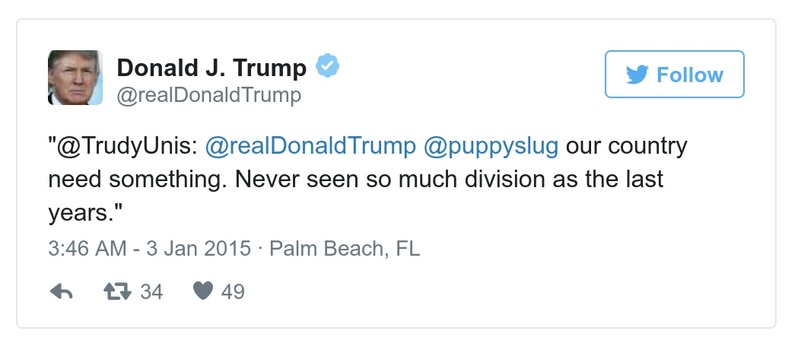 Donald J. Trump
@realDonaldTrump
Follow
"@TrudyUnis: @realDonaldTrump @puppyslug our country
need something. Never seen so much division as the last
years."
3:46 AM - 3 Jan 2015 · Palm Beach, FL
34 49